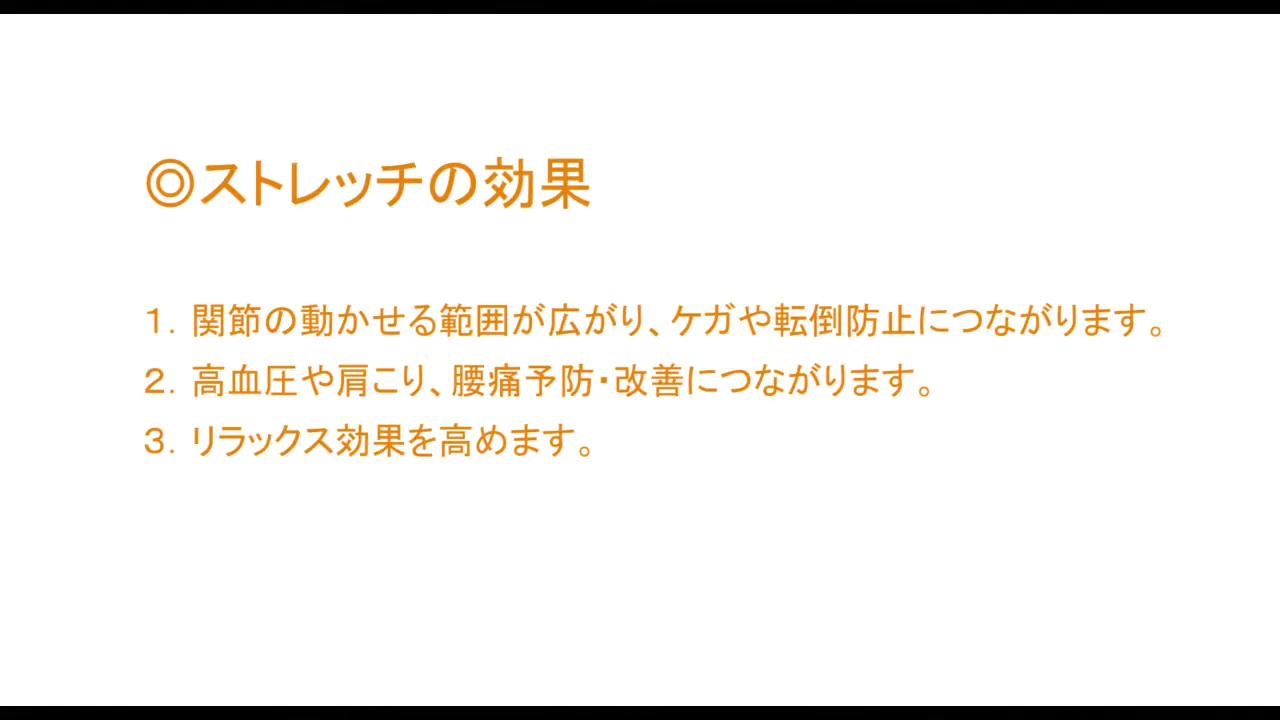 ◎ストレッチの効果
１．関節の動かせる範囲が広がり、ケガや転倒防止につながります。
２．高血圧や肩こり、腰痛予防・改善につながります。
３．リラックス効果を高めます。